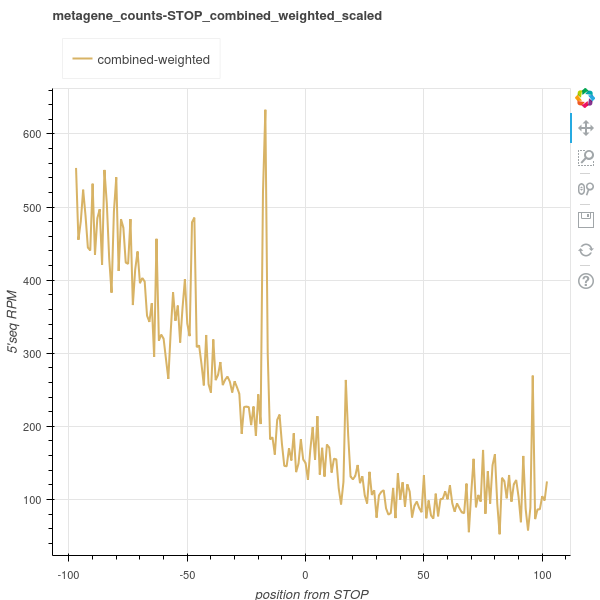 metagene_counts-STOP_combined_weighted_scaled
combined-weighted
600
500
400
300
200
100
5'seq RPM
-100
-50
0
50
100
position from STOP